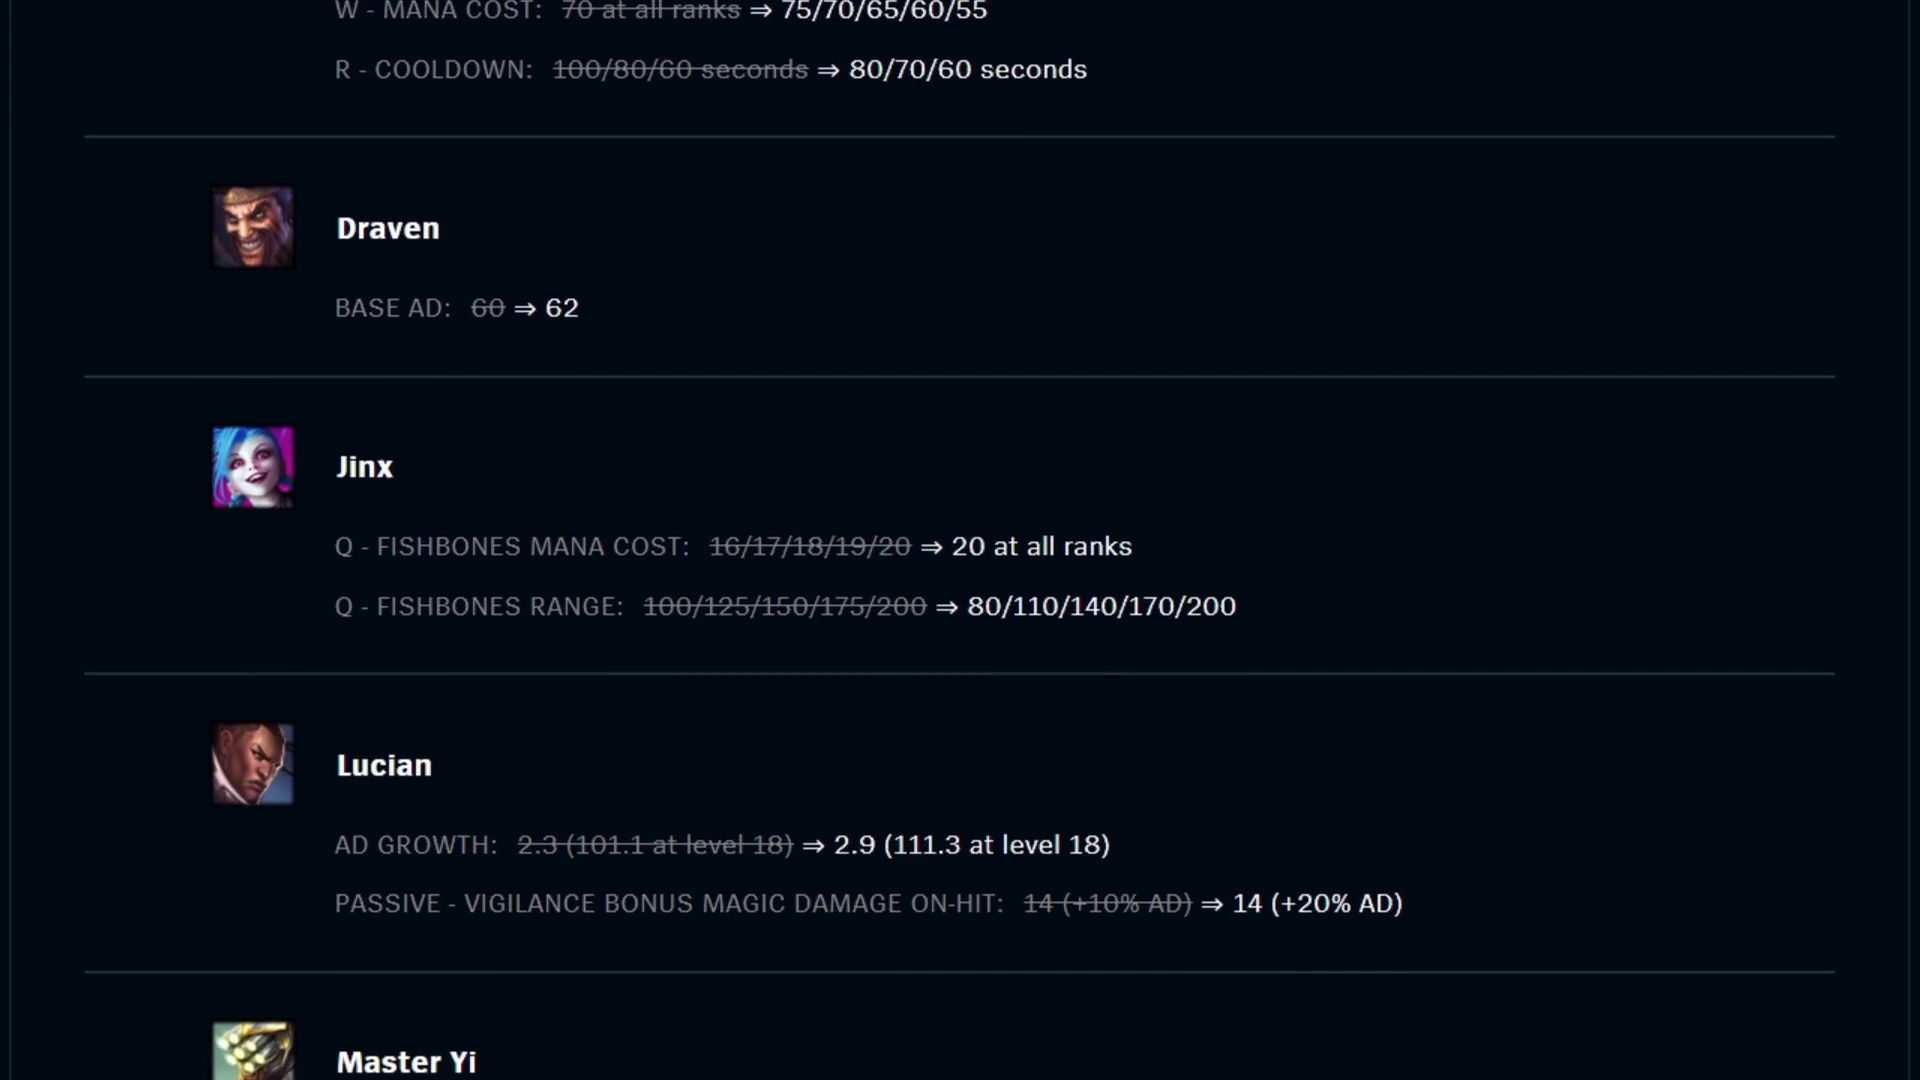 W - MANA COST: 70 at all ranks ⇒ 75/70/65/60/55
R - COOLDOWN: 100/80/60 seconds ⇒ 80/70/60 seconds
Draven
BASE AD: 60 ⇒ 62
Jinx
Q - FISHBONES MANA COST: 16/17/18/19/20 ⇒ 20 at all ranks
Q - FISHBONES RANGE: 100/125/150/175/200 ⇒ 80/110/140/170/200
Lucian
AD GROWTH: 2.3 (101.1 at level 18) ⇒ 2.9 (111.3 at level 18)
PASSIVE - VIGILANCE BONUS MAGIC DAMAGE ON-HIT: 14 (+10% AD) ⇒ 14 (+20% AD)
Master Yi